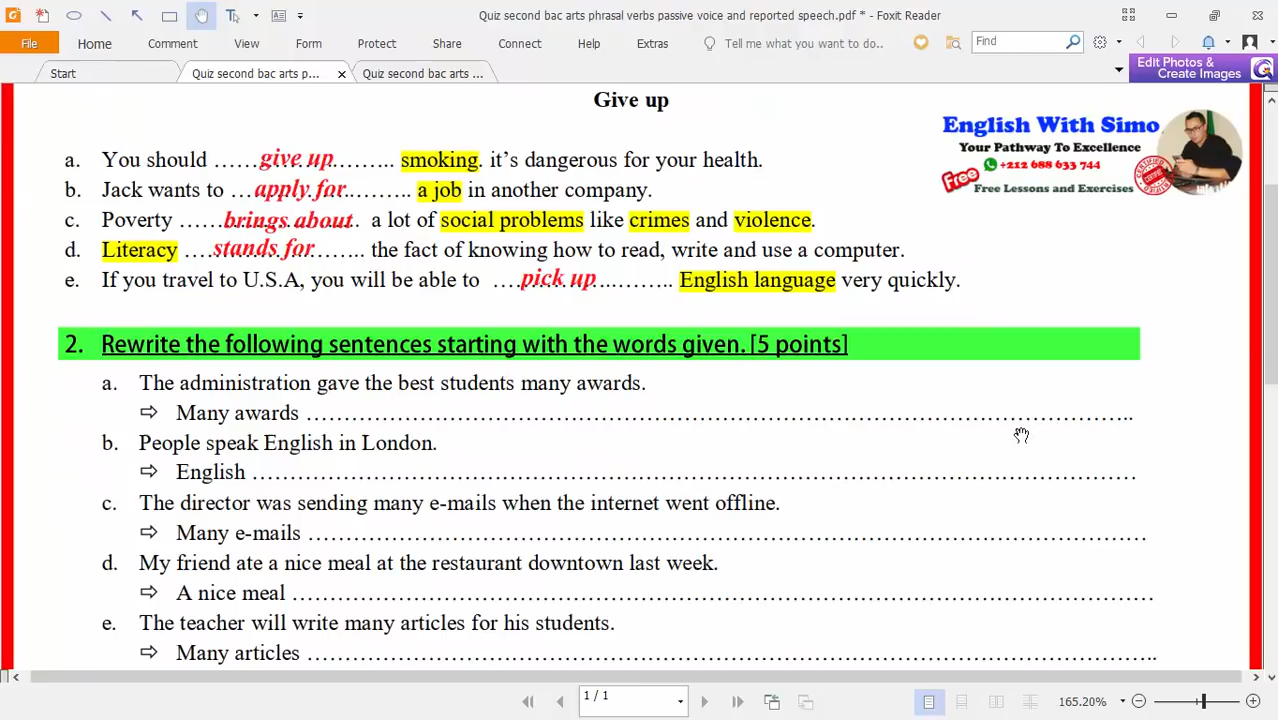 Quiz second bac arts phrasal verbs passive voice and reported speech.pdf * - Foxit Reader
File Home Comment View Form Protect Share Connect Help Extras Tell me what you want to do.. Find
Edit Photos &
Create Images
Start Quiz second bac arts p... Quiz second bac arts ...
Give up
English With Simo
Your Pathway To Excellence
+212 688 633 744
Free
Free Lessons and Exercises
a. You should ……give up……….. smoking. it’s dangerous for your health.
b. Jack wants to …apply for……….. a job in another company.
c. Poverty ……brings about. a lot of social problems like crimes and violence.
d. Literacy ….stands for…….. the fact of knowing how to read, write and use a computer.
e. If you travel to U.S.A, you will be able to ….pick up…….. English language very quickly.
2. Rewrite the following sentences starting with the words given. [5 points]
a. The administration gave the best students many awards.
⇨ Many awards ………………………………………………………………………………..
b. People speak English in London.
⇨ English ……………………………………………………………………………………
c. The director was sending many e-mails when the internet went offline.
⇨ Many e-mails ………………………………………………………………………………
d. My friend ate a nice meal at the restaurant downtown last week.
⇨ A nice meal …………………………………………………………………………………
e. The teacher will write many articles for his students.
⇨ Many articles ………………………………………………………………………………..
1 / 1
165.20%